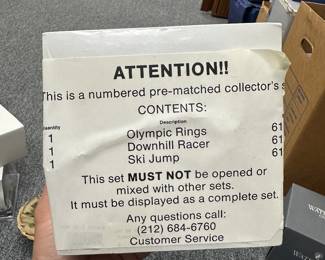 ATTENTION!!
This is a numbered pre-matched collector's
CONTENTS:
Description
1 Olympic Rings 61
1 Downhill Racer 61
1 Ski Jump 61
This set MUST NOT be opened or
mixed with other sets.
It must be displayed as a complete set.
Any questions call:
(212) 684-6760
Customer Service